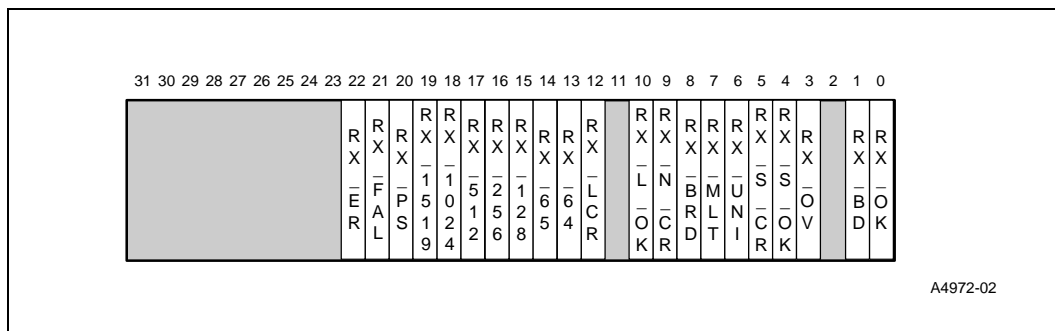 31 30 29 28 27 26 25 24 23 22 21 20 19 18 17 16 15 14 13 12 11 10 9 8 7 6 5 4 3 2 1 0
RX_ER
RX_FAL
RX_PS
RX_1519
RX_1024
RX_512
RX_256
RX_128
RX_65
RX_64
RX_LCR
RX_L_OK
RX_N_CR
RX_BRD
RX_MLT
RX_UNI
RX_S_CR
RX_S_OK
RX_OV
RX_BD
RX_OK
A4972-02